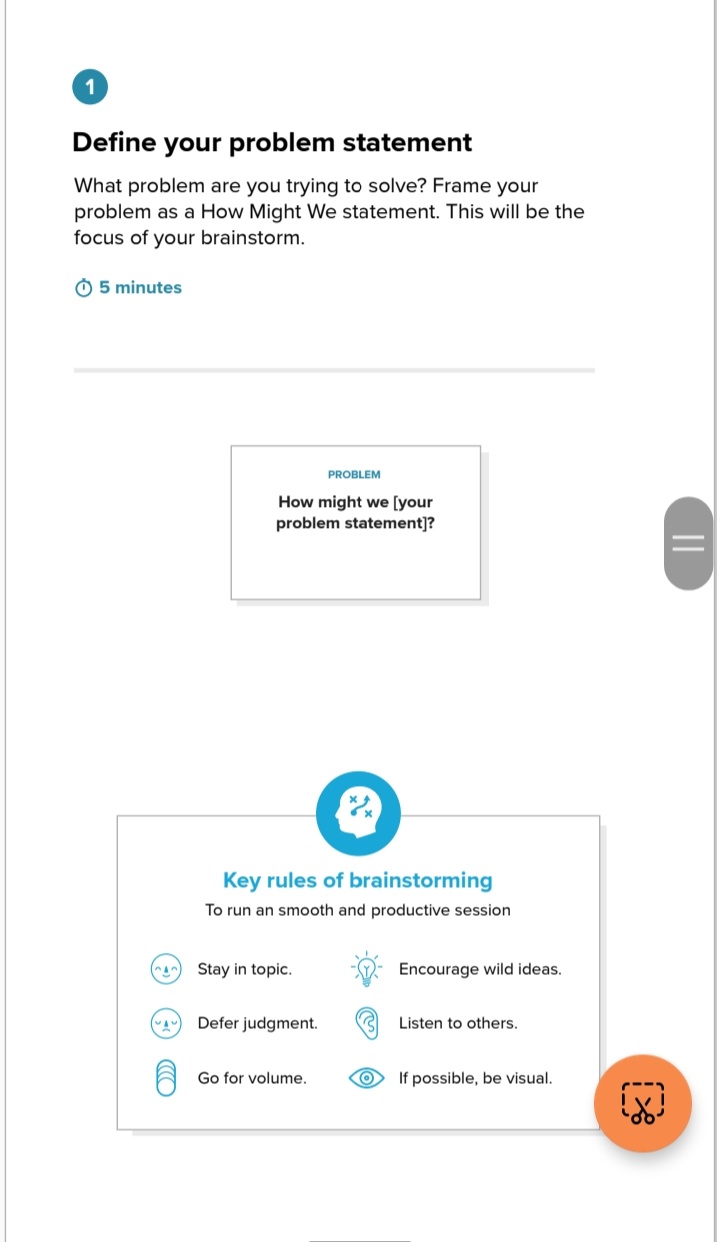 1
Define your problem statement
What problem are you trying to solve? Frame your
problem as a How Might We statement. This will be the
focus of your brainstorm.
5 minutes
PROBLEM
How might we [your
problem statement]?
Key rules of brainstorming
To run an smooth and productive session
Stay in topic.
Encourage wild ideas.
Defer judgment.
Listen to others.
Go for volume.
If possible, be visual.